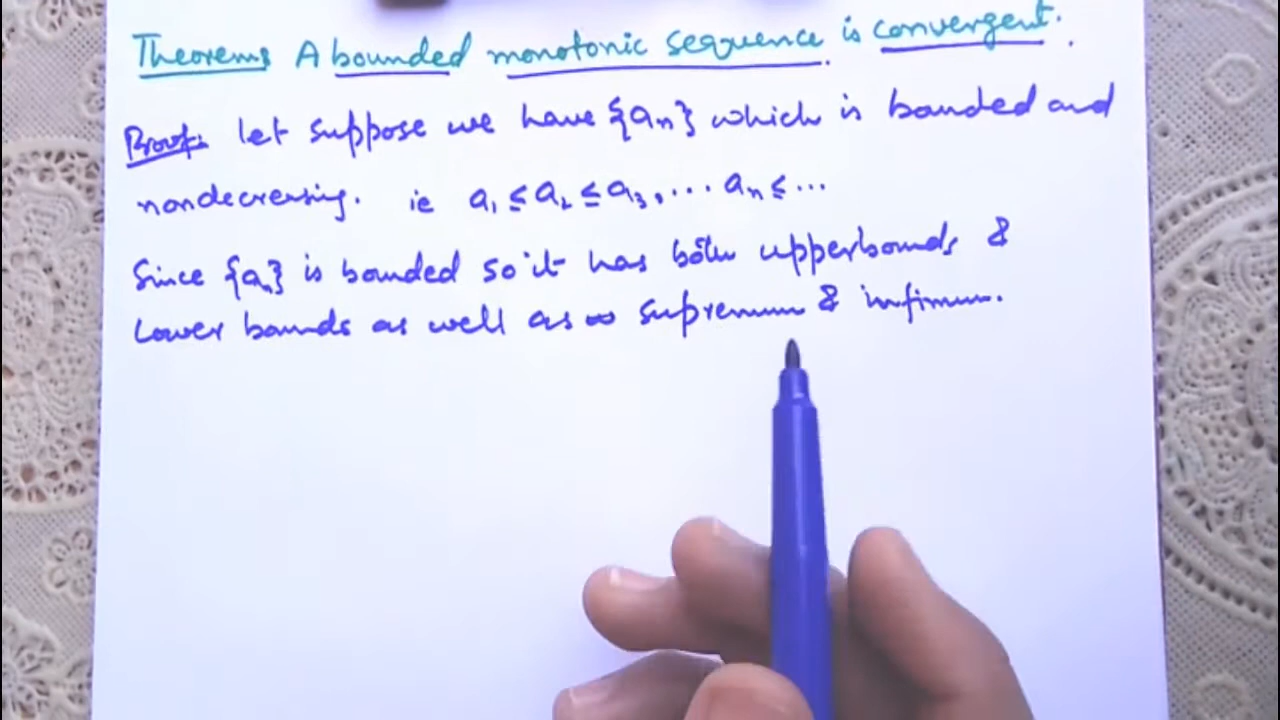 Theorem: A bounded monotonic sequence is convergent.
Proof: let suppose we have {aₙ} which is bounded and
nondecreasing. ie a₁ ≤ a₂ ≤ a₃, ... aₙ ≤ ...
Since {aₙ} is bounded so it has both upperbounds &
Lower bounds as well as supremum & infimum.